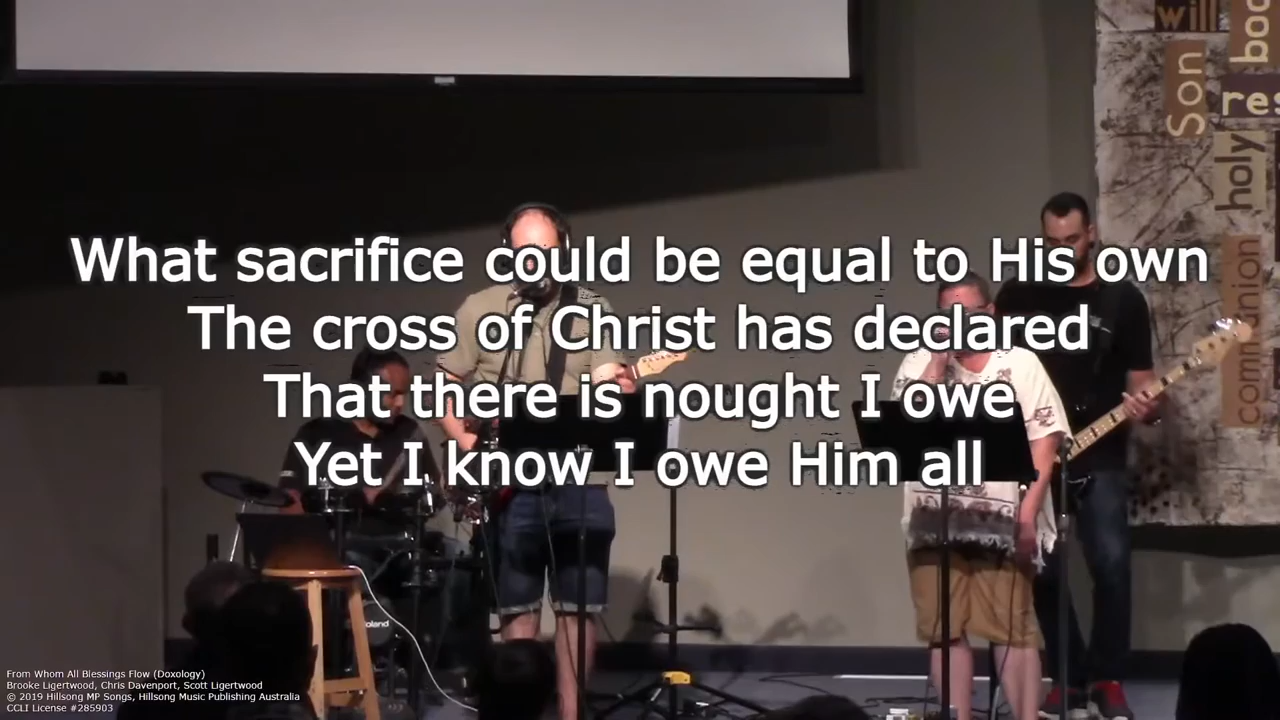 will
Son
holy
communion
What sacrifice could be equal to His own
The cross of Christ has declared
That there is nought I owe
Yet I know I owe Him all
Roland
From Whom All Blessings Flow (Doxology)
Brooke Ligertwood, Chris Davenport, Scott Ligertwood
© 2019 Hillsong MP Songs, Hillsong Music Publishing Australia
CCLI License #285903